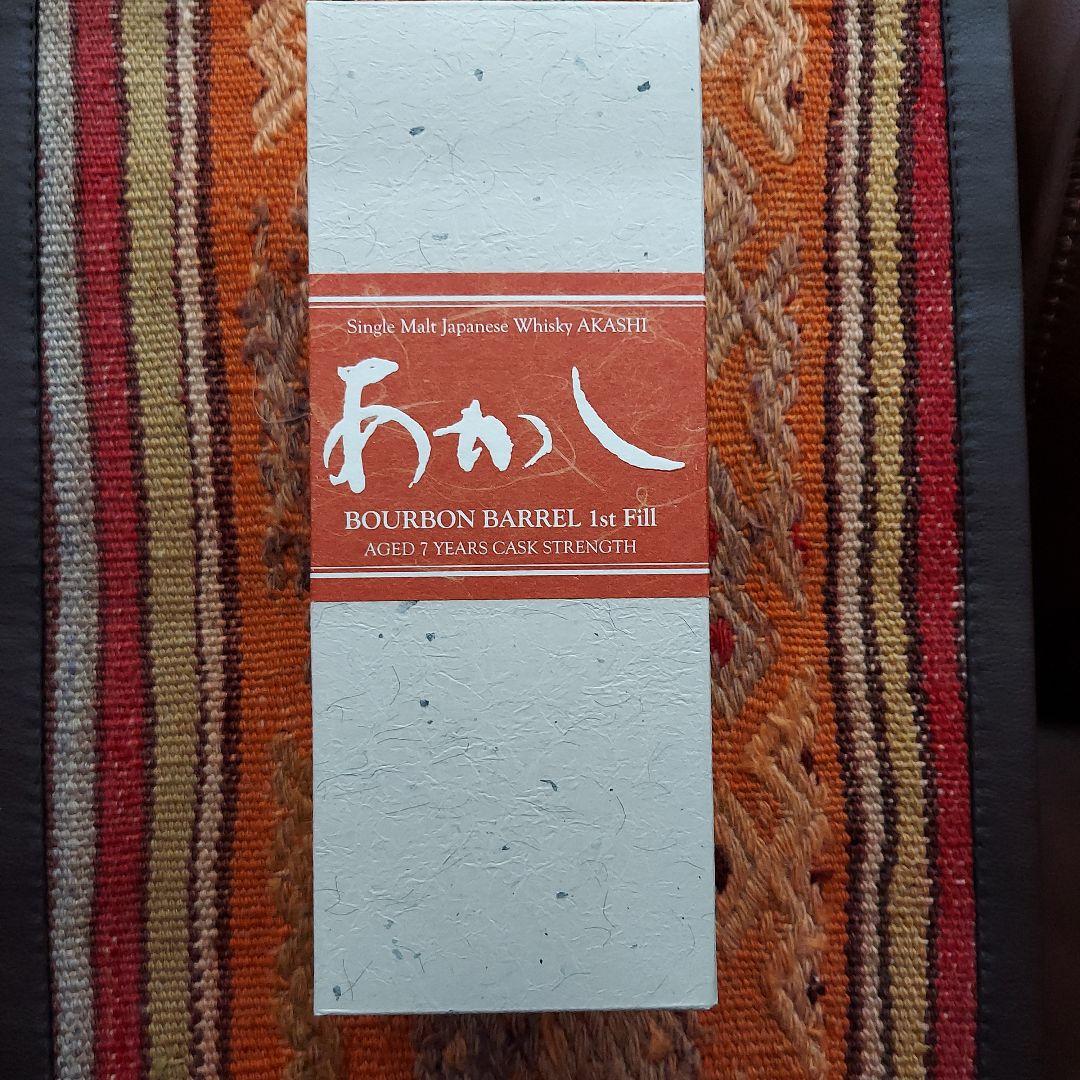 Single Malt Japanese Whisky AKASHI
あかし
BOURBON BARREL 1st Fill
AGED 7 YEARS CASK STRENGTH